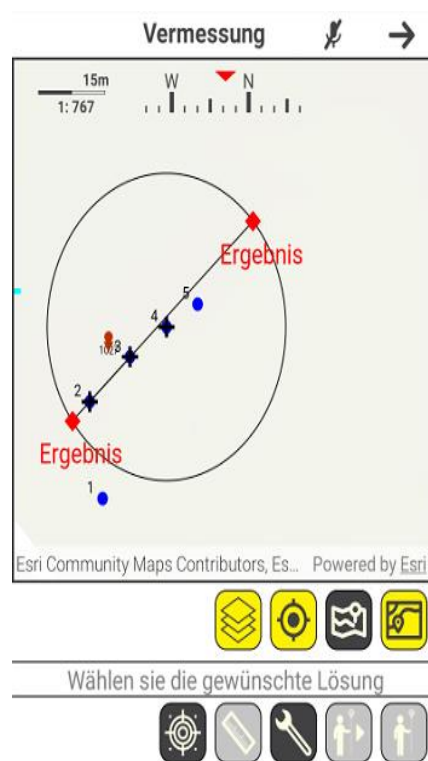 Vermessung
15m
1: 767
W N
Ergebnis
5
4
3
2
Ergebnis
1
Esri Community Maps Contributors, Es... Powered by Esri
Wählen sie die gewünschte Lösung